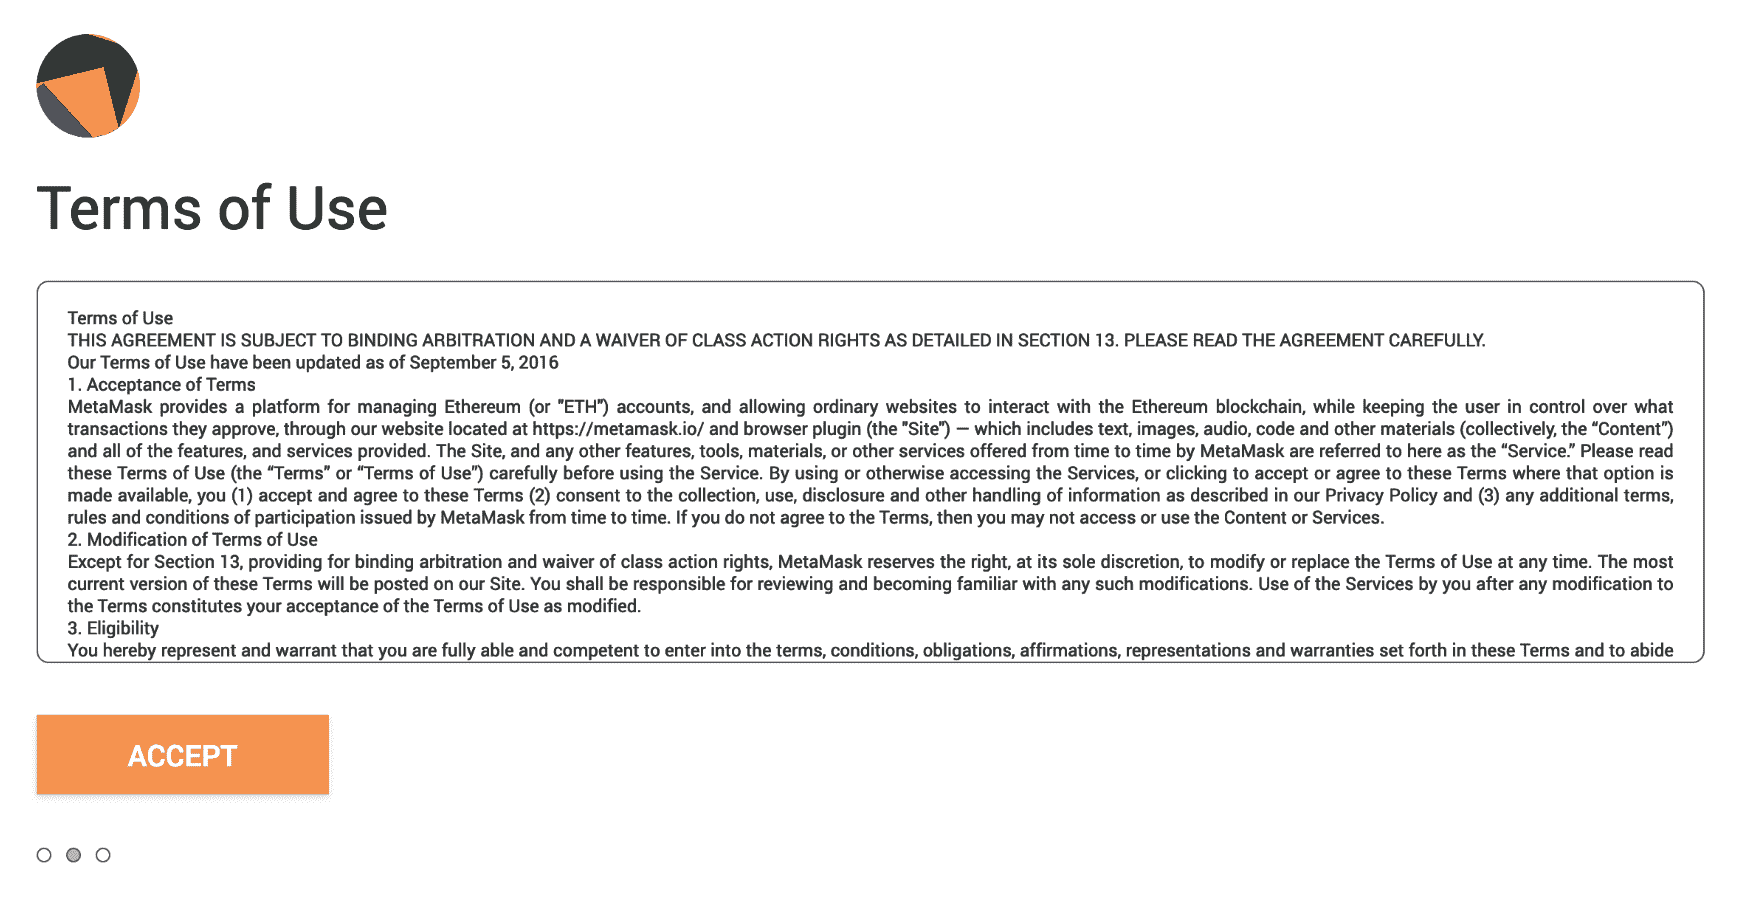 Terms of Use
Terms of Use
THIS AGREEMENT IS SUBJECT TO BINDING ARBITRATION AND A WAIVER OF CLASS ACTION RIGHTS AS DETAILED IN SECTION 13. PLEASE READ THE AGREEMENT CAREFULLY.
Our Terms of Use have been updated as of September 5, 2016
1. Acceptance of Terms
MetaMask provides a platform for managing Ethereum (or "ETH") accounts, and allowing ordinary websites to interact with the Ethereum blockchain, while keeping the user in control over what
transactions they approve, through our website located at https://metamask.io/ and browser plugin (the "Site") — which includes text, images, audio, code and other materials (collectively, the “Content”)
and all of the features, and services provided. The Site, and any other features, tools, materials, or other services offered from time to time by MetaMask are referred to here as the “Service.” Please read
these Terms of Use (the “Terms” or “Terms of Use”) carefully before using the Service. By using or otherwise accessing the Services, or clicking to accept or agree to these Terms where that option is
made available, you (1) accept and agree to these Terms (2) consent to the collection, use, disclosure and other handling of information as described in our Privacy Policy and (3) any additional terms,
rules and conditions of participation issued by MetaMask from time to time. If you do not agree to the Terms, then you may not access or use the Content or Services.
2. Modification of Terms of Use
Except for Section 13, providing for binding arbitration and waiver of class action rights, MetaMask reserves the right, at its sole discretion, to modify or replace the Terms of Use at any time. The most
current version of these Terms will be posted on our Site. You shall be responsible for reviewing and becoming familiar with any such modifications. Use of the Services by you after any modification to
the Terms constitutes your acceptance of the Terms of Use as modified.
3. Eligibility
You hereby represent and warrant that you are fully able and competent to enter into the terms, conditions, obligations, affirmations, representations and warranties set forth in these Terms and to abide
ACCEPT